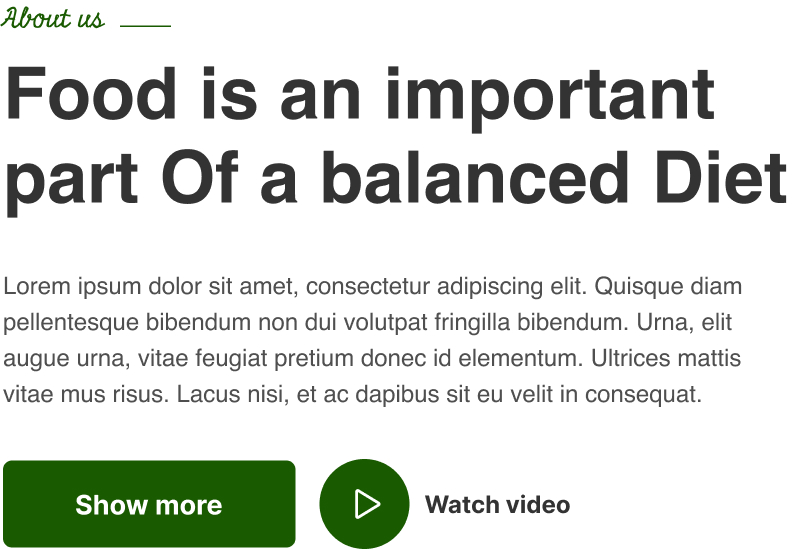 About us
Food is an important
part Of a balanced Diet
Lorem ipsum dolor sit amet, consectetur adipiscing elit. Quisque diam
pellentesque bibendum non dui volutpat fringilla bibendum. Urna, elit
augue urna, vitae feugiat pretium donec id elementum. Ultrices mattis
vitae mus risus. Lacus nisi, et ac dapibus sit eu velit in consequat.
Show more
Watch video